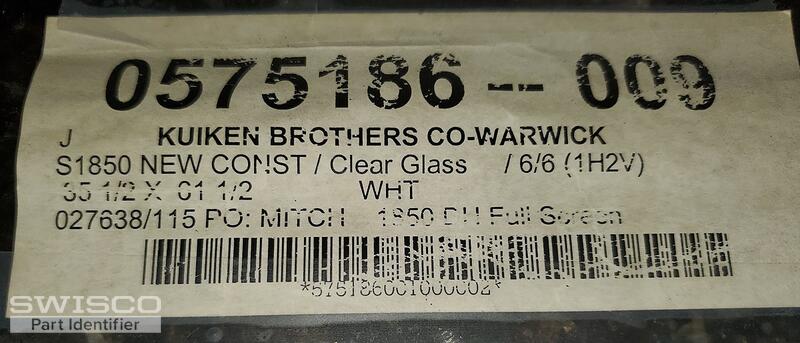 0575186-- 009
J KUIKEN BROTHERS CO-WARWICK
S1850 NEW CONST / Clear Glass / 6/6 (1H2V)
35 1/2 X 61 1/2 WHT
027638/115 PO: MITCH 1850 DH Full Screen
*575186001000002*
SWISCO
Part Identifier